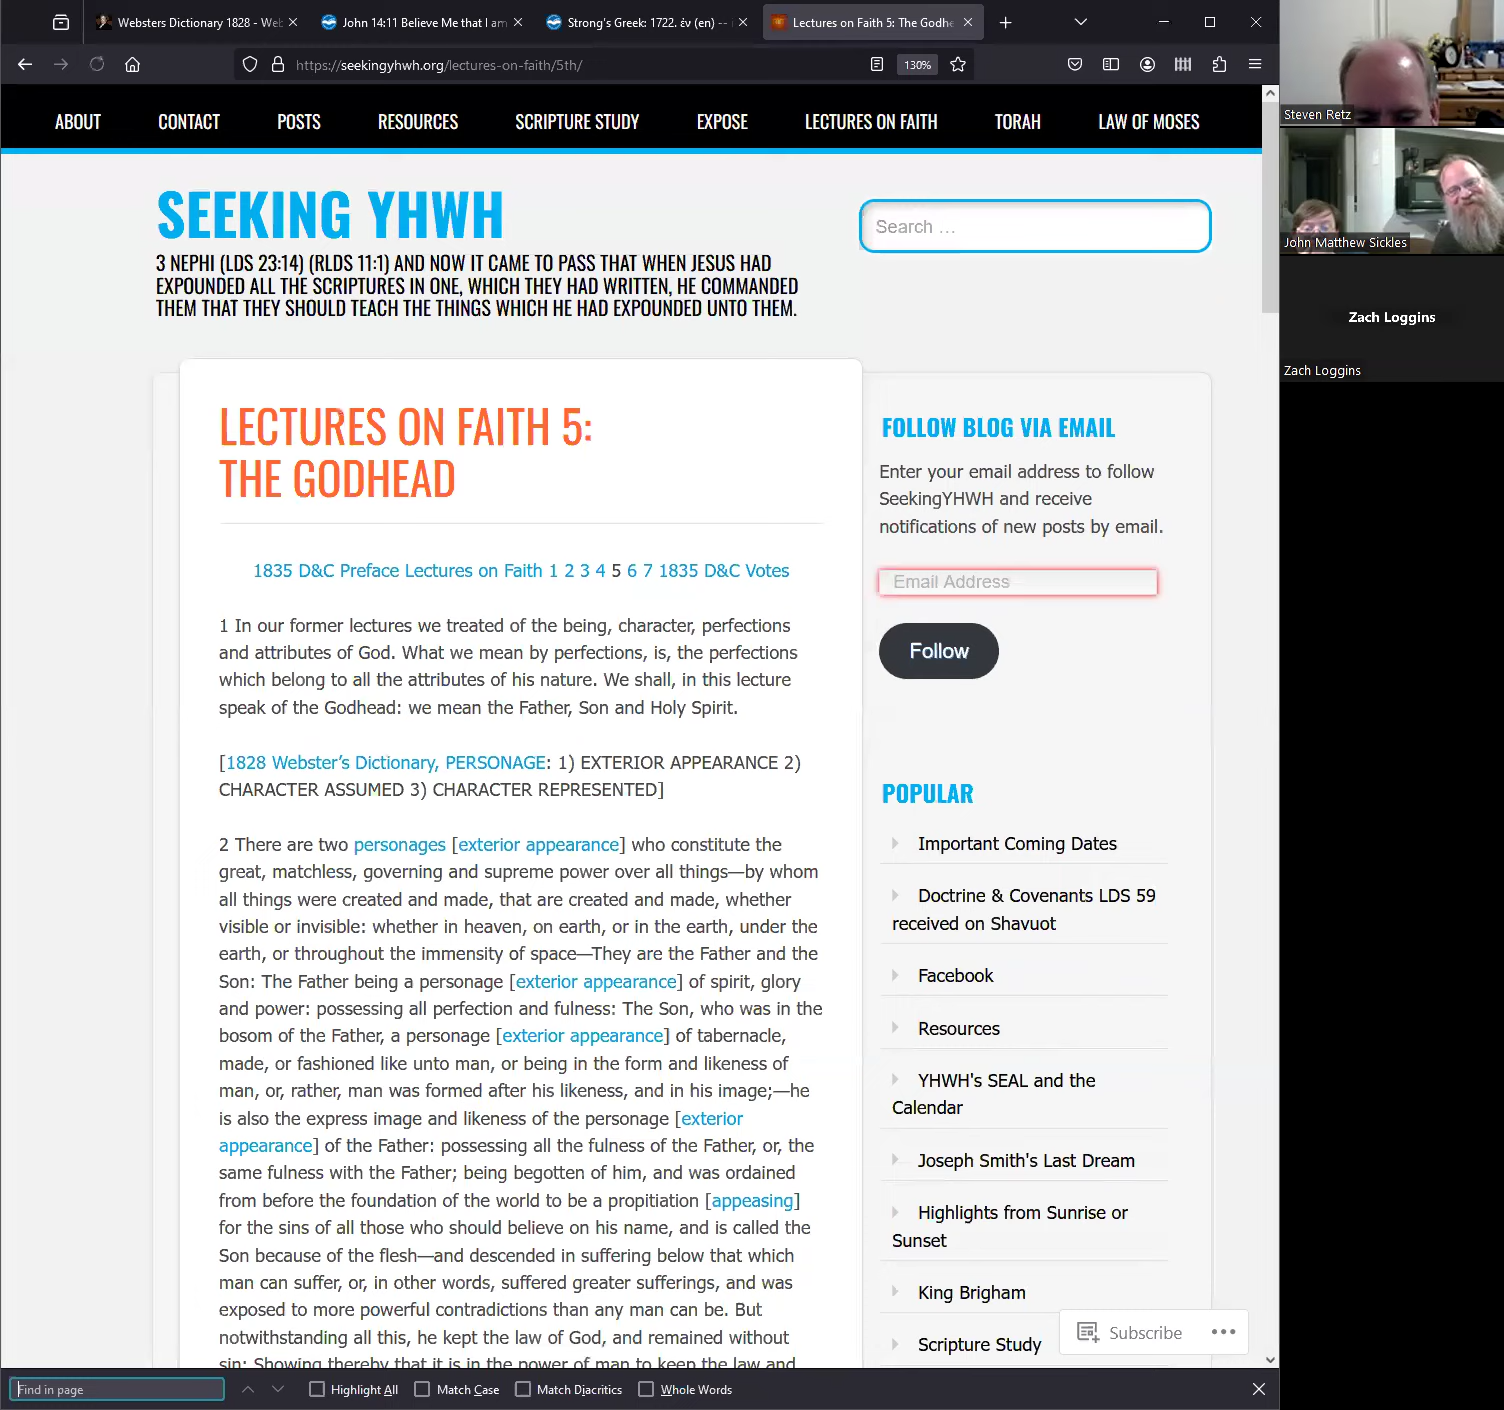 Websters Dictionary 1828 - Web
John 14:11 Believe Me that I am
Strong's Greek: 1722. ἐν (en) --
Lectures on Faith 5: The Godhe
https://seekingyhwh.org/lectures-on-faith/5th/
130%
ABOUT CONTACT POSTS RESOURCES SCRIPTURE STUDY EXPOSE LECTURES ON FAITH TORAH LAW OF MOSES
SEEKING YHWH
3 NEPHI (LDS 23:14) (RLDS 11:1) AND NOW IT CAME TO PASS THAT WHEN JESUS HAD
EXPOUNDED ALL THE SCRIPTURES IN ONE, WHICH THEY HAD WRITTEN, HE COMMANDED
THEM THAT THEY SHOULD TEACH THE THINGS WHICH HE HAD EXPOUNDED UNTO THEM.
Search …
LECTURES ON FAITH 5:
THE GODHEAD
1835 D&C Preface Lectures on Faith 1 2 3 4 5 6 7 1835 D&C Votes
1 In our former lectures we treated of the being, character, perfections
and attributes of God. What we mean by perfections, is, the perfections
which belong to all the attributes of his nature. We shall, in this lecture
speak of the Godhead: we mean the Father, Son and Holy Spirit.
[1828 Webster’s Dictionary, PERSONAGE: 1) EXTERIOR APPEARANCE 2)
CHARACTER ASSUMED 3) CHARACTER REPRESENTED]
2 There are two personages [exterior appearance] who constitute the
great, matchless, governing and supreme power over all things—by whom
all things were created and made, that are created and made, whether
visible or invisible: whether in heaven, on earth, or in the earth, under the
earth, or throughout the immensity of space—They are the Father and the
Son: The Father being a personage [exterior appearance] of spirit, glory
and power: possessing all perfection and fulness: The Son, who was in the
bosom of the Father, a personage [exterior appearance] of tabernacle,
made, or fashioned like unto man, or being in the form and likeness of
man, or, rather, man was formed after his likeness, and in his image;—he
is also the express image and likeness of the personage [exterior
appearance] of the Father: possessing all the fulness of the Father, or, the
same fulness with the Father; being begotten of him, and was ordained
from before the foundation of the world to be a propitiation [appeasing]
for the sins of all those who should believe on his name, and is called the
Son because of the flesh—and descended in suffering below that which
man can suffer, or, in other words, suffered greater sufferings, and was
exposed to more powerful contradictions than any man can be. But
notwithstanding all this, he kept the law of God, and remained without
sin: Showing thereby that it is in the power of man to keep the law and
FOLLOW BLOG VIA EMAIL
Enter your email address to follow
SeekingYHWH and receive
notifications of new posts by email.
Email Address
Follow
POPULAR
Important Coming Dates
Doctrine & Covenants LDS 59
received on Shavuot
Facebook
Resources
YHWH's SEAL and the
Calendar
Joseph Smith's Last Dream
Highlights from Sunrise or
Sunset
King Brigham
Scripture Study
Subscribe
Find in page
Highlight All
Match Case
Match Diacritics
Whole Words
Steven Retz
John Matthew Sickles
Zach Loggins
Zach Loggins